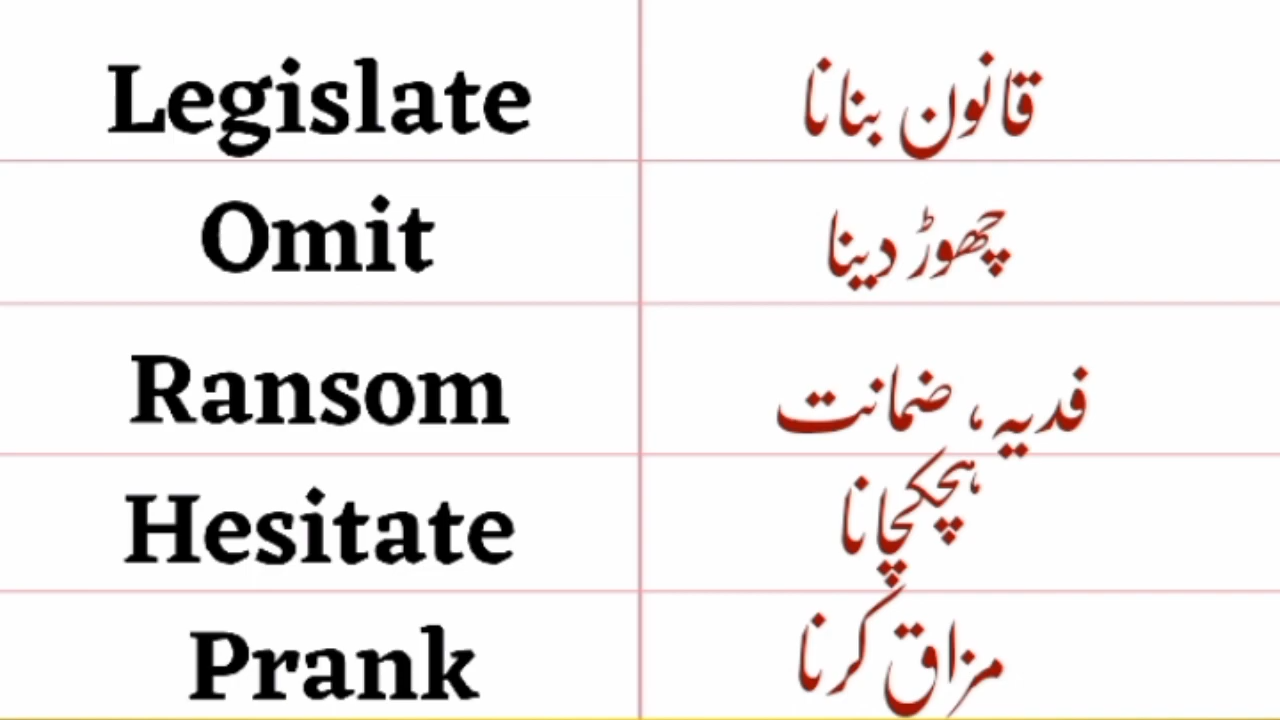 Legislate قانون بنانا
Omit چھوڑ دینا
Ransom فدیہ، ضمانت
Hesitate ہچکچانا
Prank مزاق کرنا